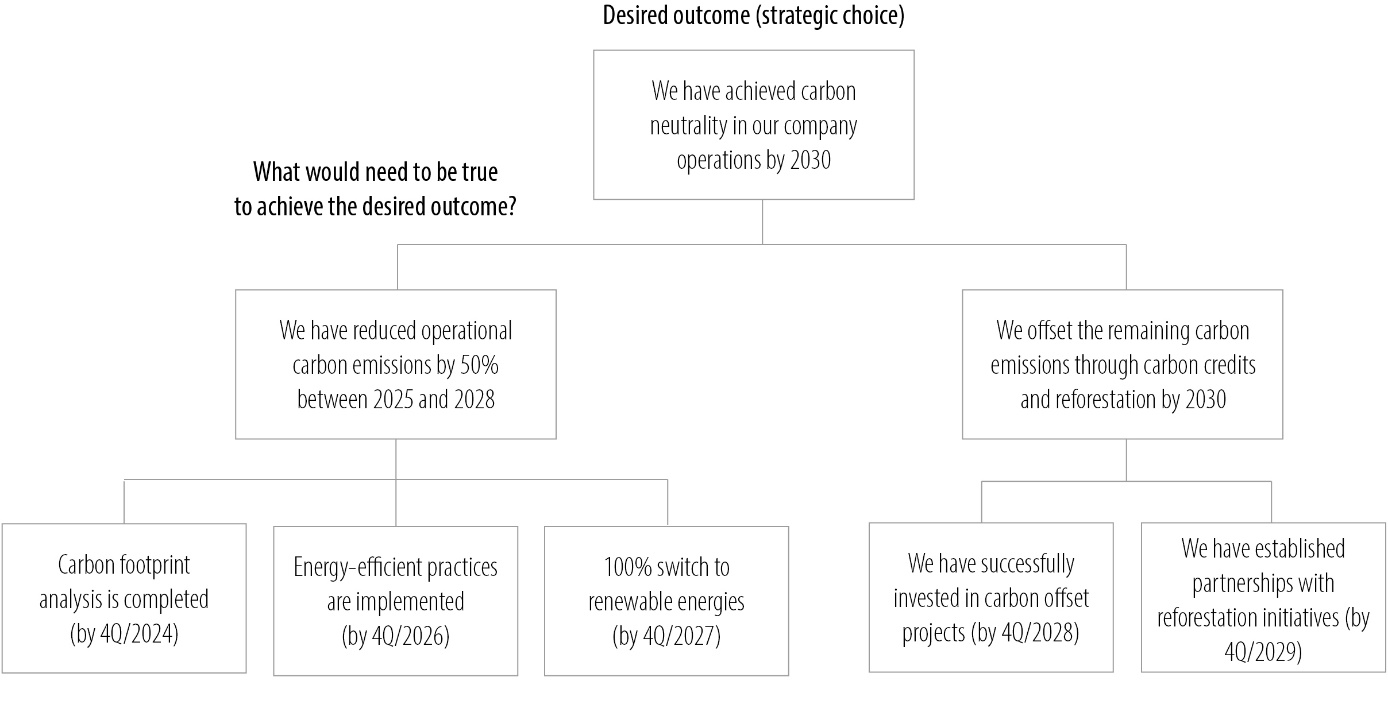 Desired outcome (strategic choice)
We have achieved carbon
neutrality in our company
operations by 2030
What would need to be true
to achieve the desired outcome?
We have reduced operational
carbon emissions by 50%
between 2025 and 2028
We offset the remaining carbon
emissions through carbon credits
and reforestation by 2030
Carbon footprint
analysis is completed
(by 4Q/2024)
Energy-efficient practices
are implemented
(by 4Q/2026)
100% switch to
renewable energies
(by 4Q/2027)
We have successfully
invested in carbon offset
projects (by 4Q/2028)
We have established
partnerships with
reforestation initiatives (by
4Q/2029)